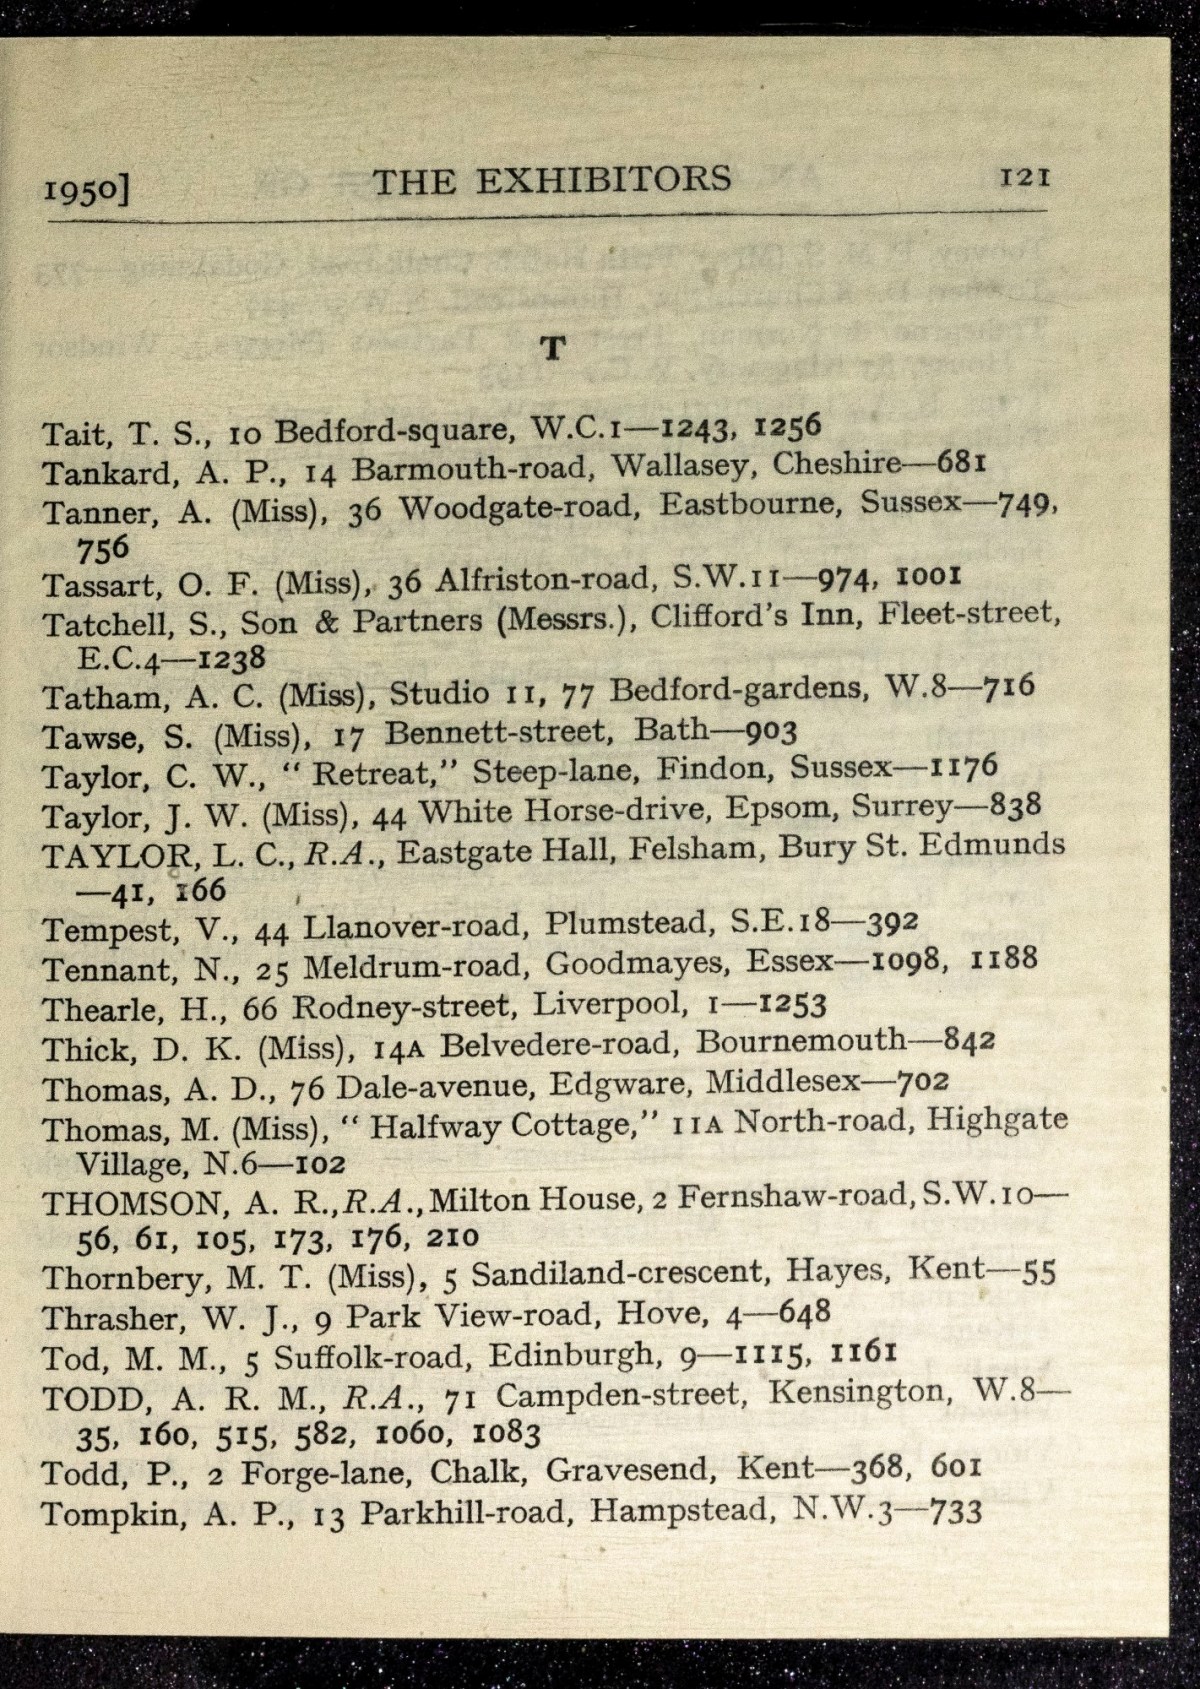 1950] THE EXHIBITORS 121
T
Tait, T. S., 10 Bedford-square, W.C.1—1243, 1256
Tankard, A. P., 14 Barmouth-road, Wallasey, Cheshire—681
Tanner, A. (Miss), 36 Woodgate-road, Eastbourne, Sussex—749,
756
Tassart, O. F. (Miss), 36 Alfriston-road, S.W.11—974, 1001
Tatchell, S., Son & Partners (Messrs.), Clifford's Inn, Fleet-street,
E.C.4—1238
Tatham, A. C. (Miss), Studio 11, 77 Bedford-gardens, W.8—716
Tawse, S. (Miss), 17 Bennett-street, Bath—903
Taylor, C. W., “ Retreat,” Steep-lane, Findon, Sussex—1176
Taylor, J. W. (Miss), 44 White Horse-drive, Epsom, Surrey—838
TAYLOR, L. C., R.A., Eastgate Hall, Felsham, Bury St. Edmunds
—41, 166
Tempest, V., 44 Llanover-road, Plumstead, S.E.18—392
Tennant, N., 25 Meldrum-road, Goodmayes, Essex—1098, 1188
Thearle, H., 66 Rodney-street, Liverpool, 1—1253
Thick, D. K. (Miss), 14A Belvedere-road, Bournemouth—842
Thomas, A. D., 76 Dale-avenue, Edgware, Middlesex—702
Thomas, M. (Miss), “ Halfway Cottage,” 11A North-road, Highgate
Village, N.6—102
THOMSON, A. R., R.A., Milton House, 2 Fernshaw-road, S.W.10—
56, 61, 105, 173, 176, 210
Thornbery, M. T. (Miss), 5 Sandiland-crescent, Hayes, Kent—55
Thrasher, W. J., 9 Park View-road, Hove, 4—648
Tod, M. M., 5 Suffolk-road, Edinburgh, 9—1115, 1161
TODD, A. R. M., R.A., 71 Campden-street, Kensington, W.8—
35, 160, 515, 582, 1060, 1083
Todd, P., 2 Forge-lane, Chalk, Gravesend, Kent—368, 601
Tompkin, A. P., 13 Parkhill-road, Hampstead, N.W.3—733